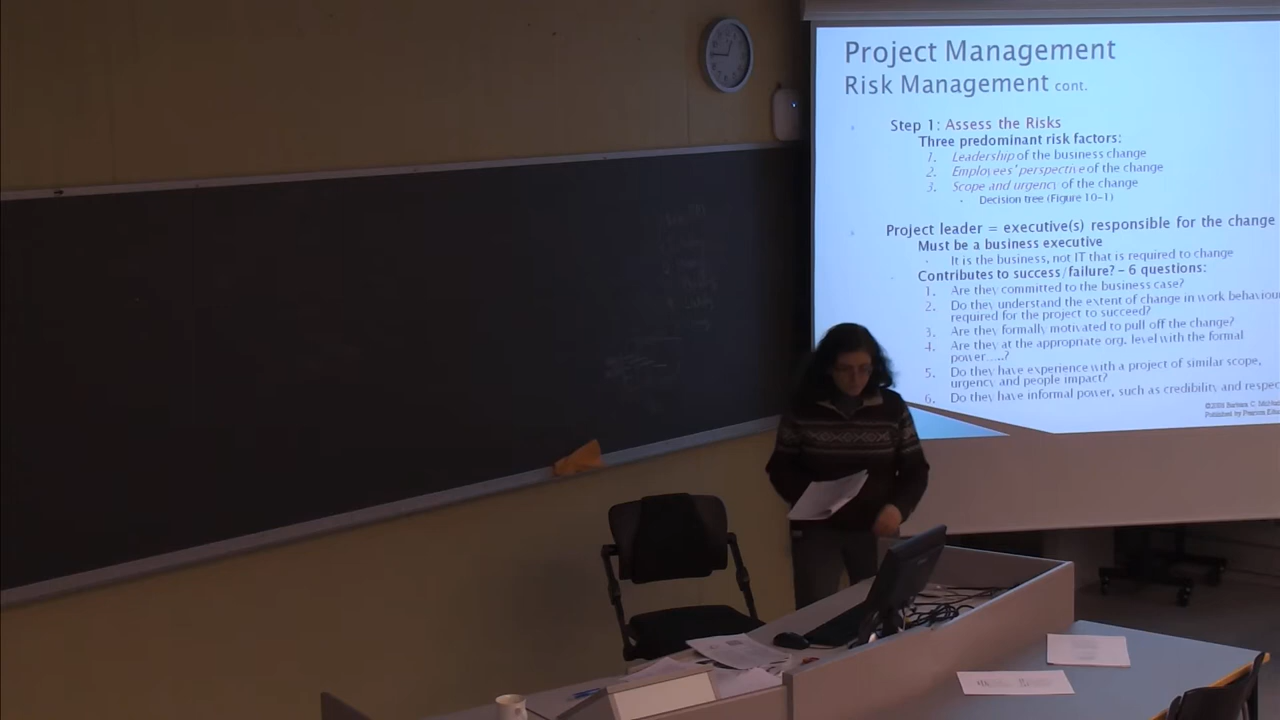 Project Management
Risk Management cont.
Step 1: Assess the Risks
Three predominant risk factors:
1. Leadership of the business change
2. Employees' perspective of the change
3. Scope and urgency of the change
Decision tree (Figure 10-1)
Project leader = executive(s) responsible for the change
Must be a business executive
It is the business, not IT that is required to change
Contributes to success/failure? – 6 questions:
1. Are they committed to the business case?
2. Do they understand the extent of change in work behaviou
required for the project to succeed?
3. Are they formally motivated to pull off the change?
4. Are they at the appropriate org. level with the formal
power.....?
5. Do they have experience with a project of similar scope,
urgency and people impact?
6. Do they have informal power, such as credibility and respec
©2009 Barbara C.
Published by Pearson Edu